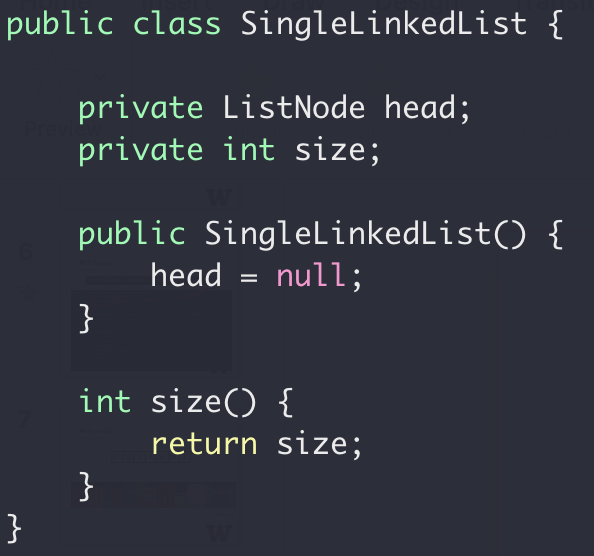 public class SingleLinkedList {
    private ListNode head;
    private int size;
    public SingleLinkedList() {
        head = null;
    }
    int size() {
        return size;
    }
}